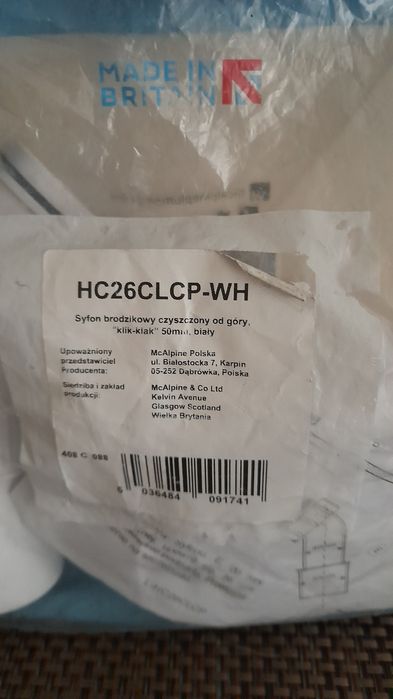 MADE IN
BRITAIN
HC26CLCP-WH
Syfon brodzikowy czyszczony od góry,
"klik-klak" 50mm, biały
Upoważniony przedstawiciel Producenta:
McAlpine Polska
ul. Białostocka 7, Karpin
05-252 Dąbrówka, Polska
Siedziba i zakład produkcji:
McAlpine & Co Ltd
Kelvin Avenue
Glasgow Scotland
Wielka Brytania
408 G 088
5 036484 091741